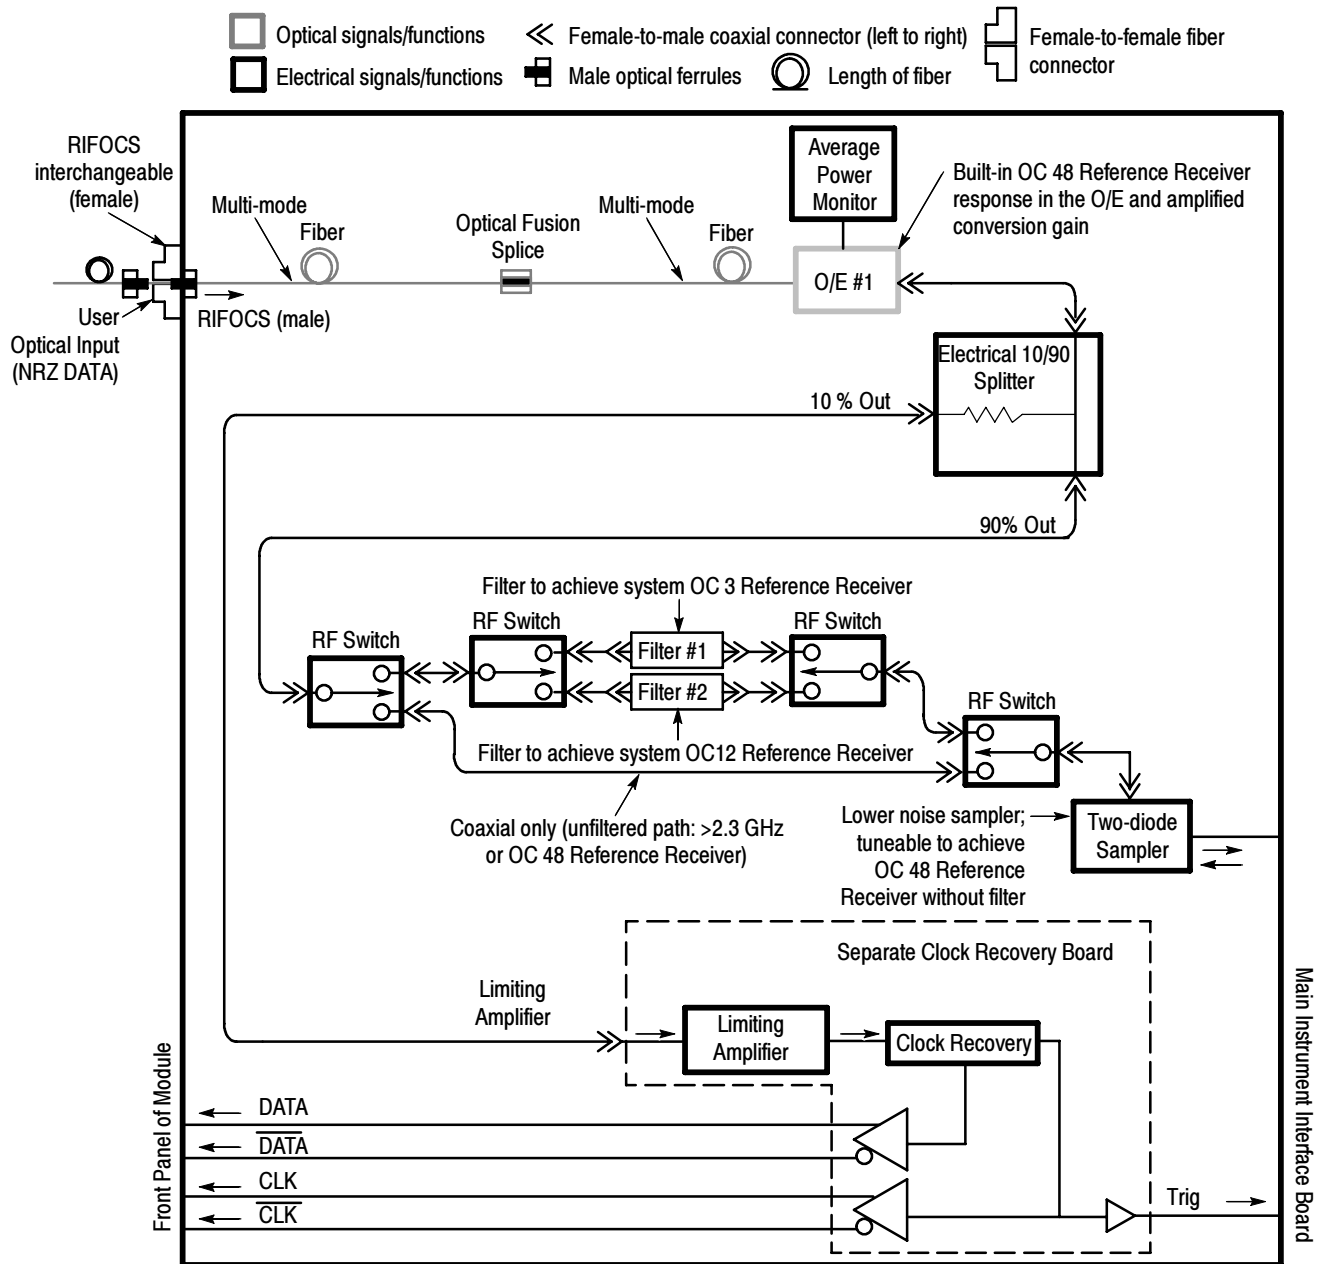 Optical signals/functions
Female-to-male coaxial connector (left to right)
Female-to-female fiber
connector
Electrical signals/functions
Male optical ferrules
Length of fiber
RIFOCS
interchangeable
(female)
Multi-mode
Fiber
Optical Fusion
Splice
Multi-mode
Fiber
Average
Power
Monitor
Built-in OC 48 Reference Receiver
response in the O/E and amplified
conversion gain
O/E #1
User
Optical Input
(NRZ DATA)
RIFOCS (male)
Electrical 10/90
Splitter
10 % Out
90% Out
Filter to achieve system OC 3 Reference Receiver
RF Switch
RF Switch
RF Switch
Filter #1
Filter #2
RF Switch
Filter to achieve system OC12 Reference Receiver
Coaxial only (unfiltered path: >2.3 GHz
or OC 48 Reference Receiver)
Lower noise sampler;
tuneable to achieve
OC 48 Reference
Receiver without filter
Two-diode
Sampler
Separate Clock Recovery Board
Limiting
Amplifier
Limiting
Amplifier
Clock Recovery
Front Panel of Module
Main Instrument Interface Board
DATA
D̅A̅T̅A̅
CLK
C̅L̅K̅
Trig